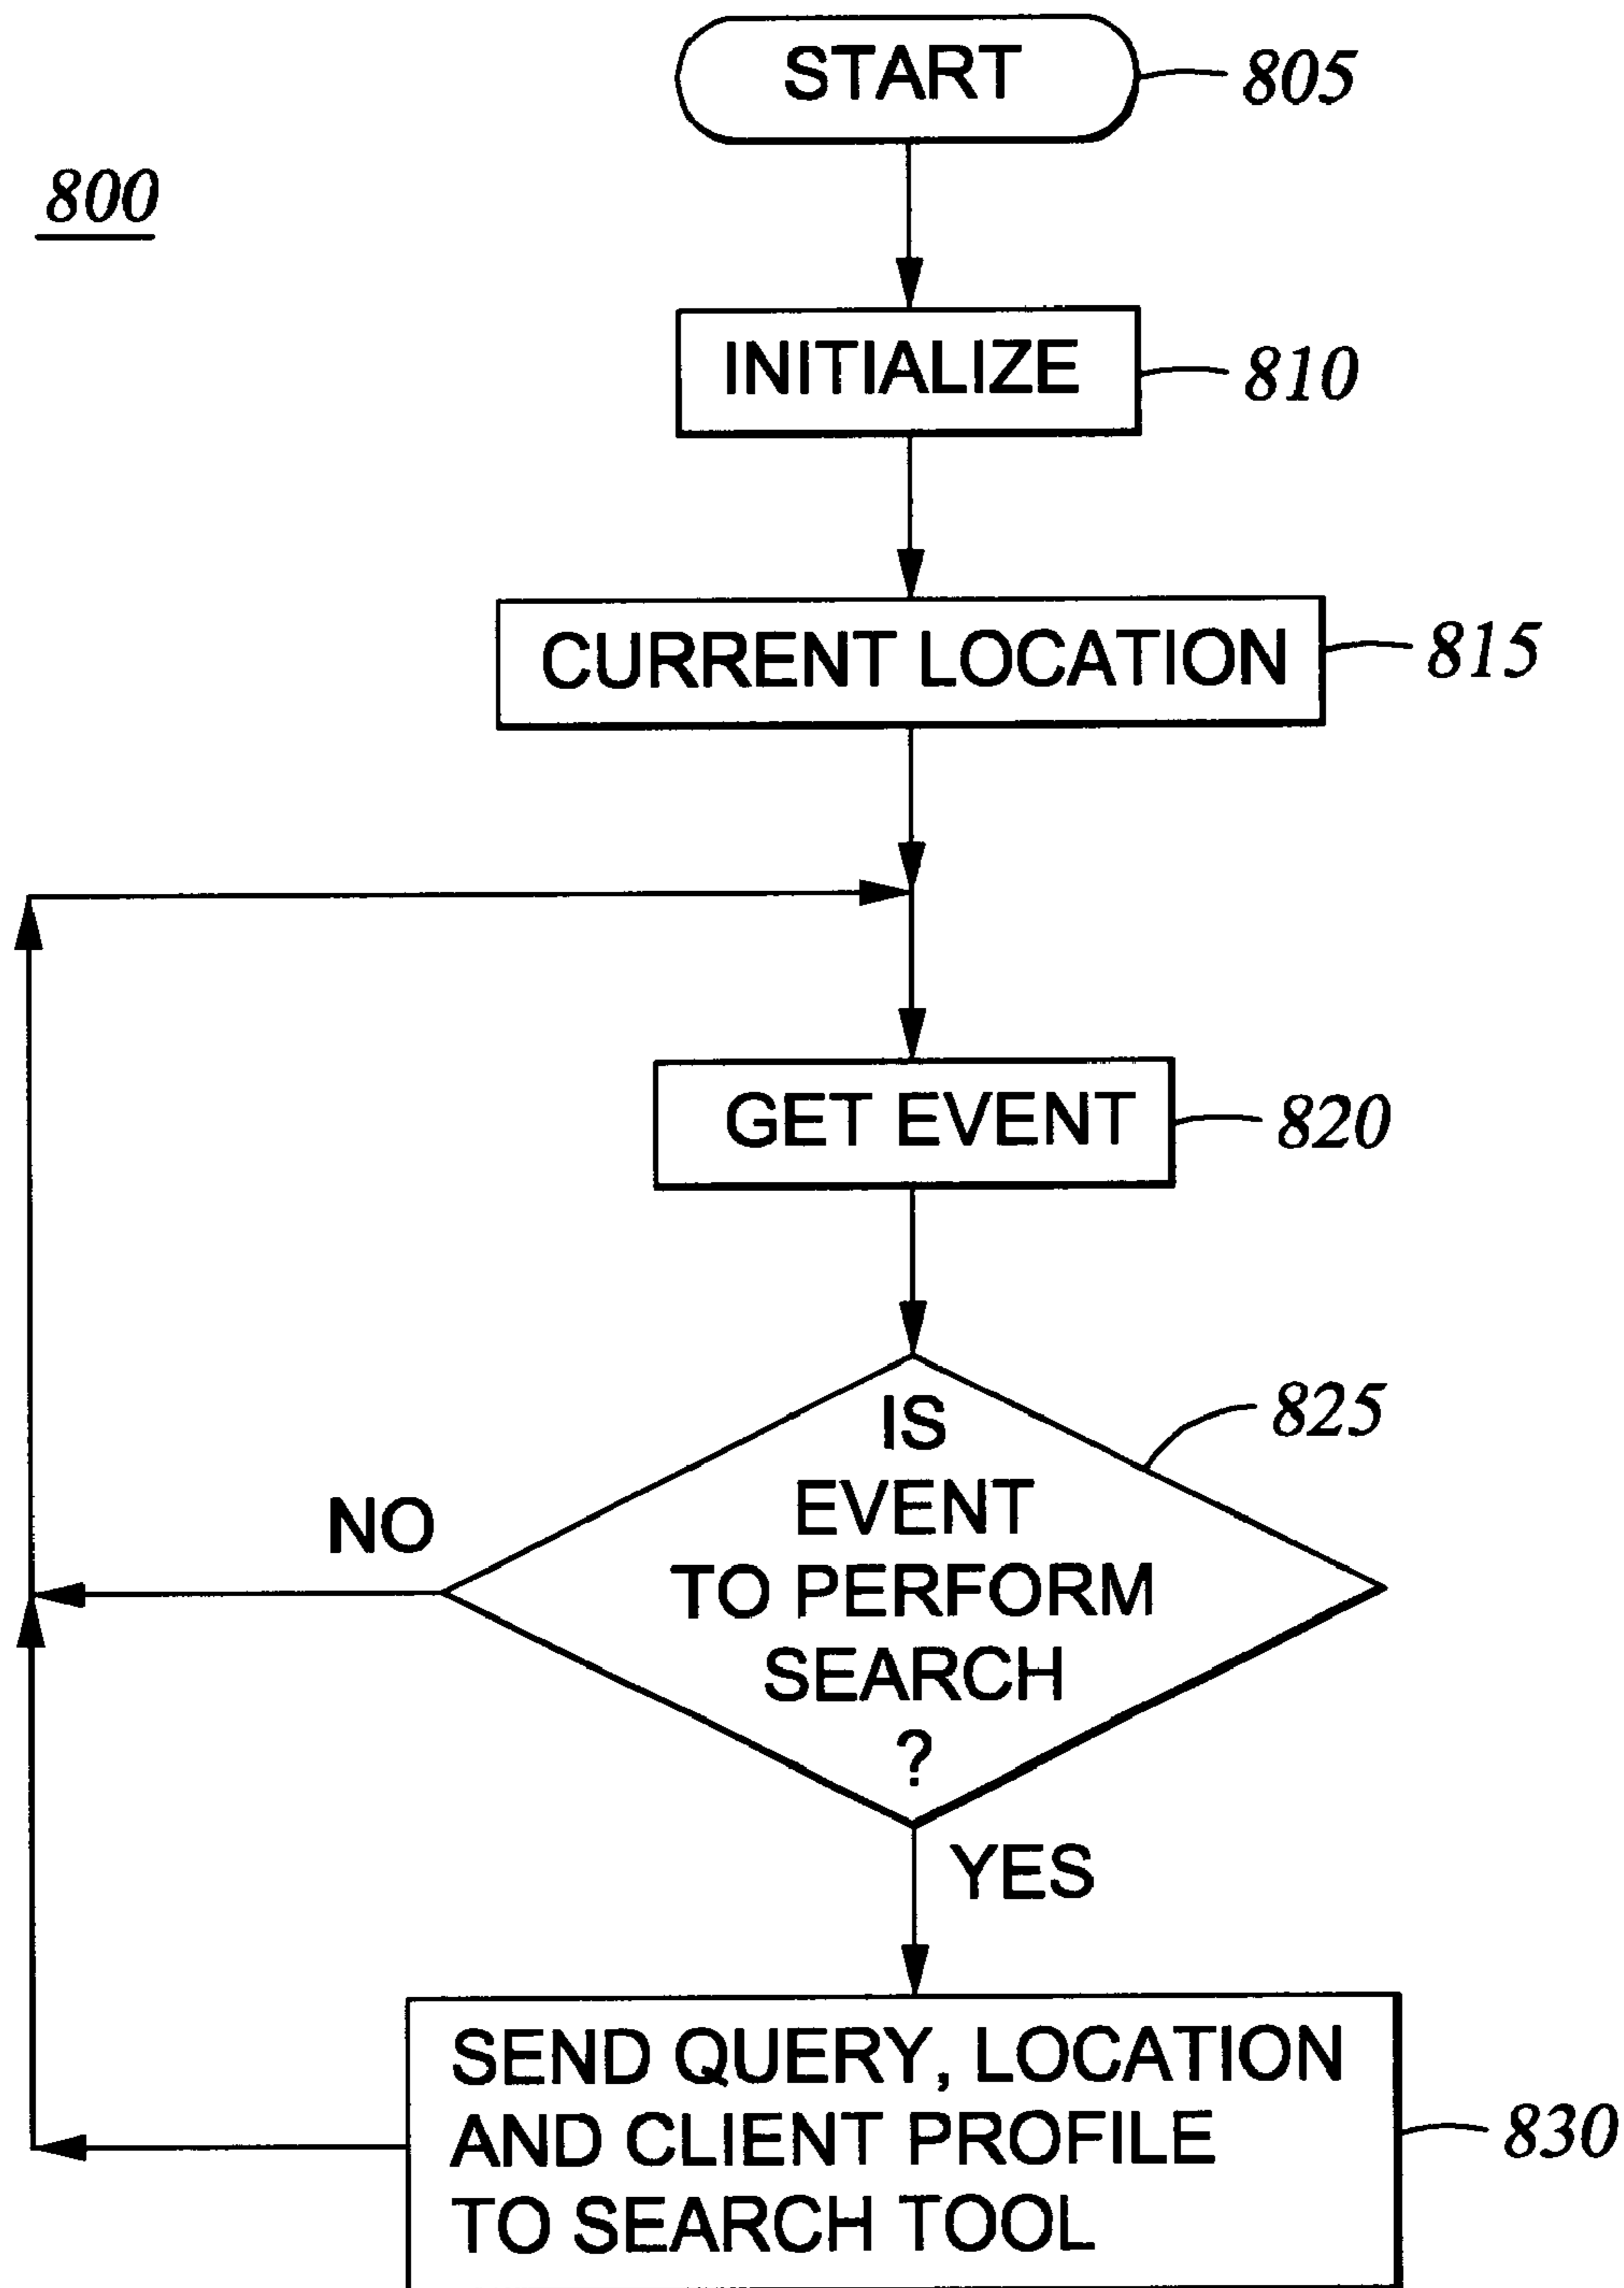 START
805
800
INITIALIZE
810
CURRENT LOCATION
815
GET EVENT
820
IS
EVENT
TO PERFORM
SEARCH
?
825
NO
YES
SEND QUERY, LOCATION
AND CLIENT PROFILE
TO SEARCH TOOL
830